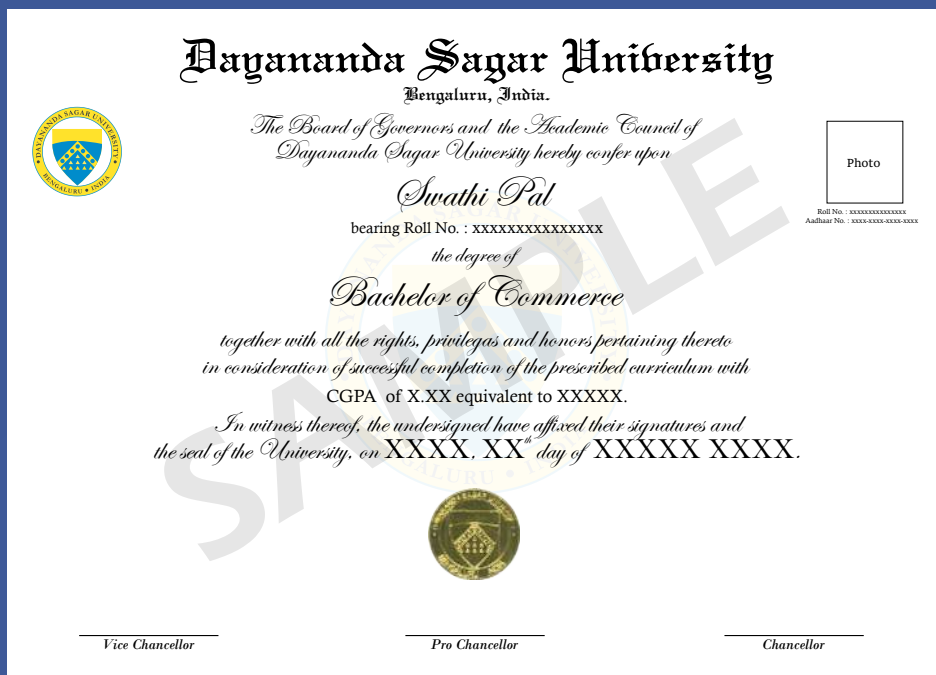 Dayananda Sagar University
Bengaluru, India.
DAYANANDA SAGAR UNIVERSITY
BENGALURU • INDIA
The Board of Governors and the Academic Council of
Dayananda Sagar University hereby confer upon
Photo
Roll No. : xxxxxxxxxxxxxxx
Aadhaar No. : xxxx-xxxx-xxxx-xxxx
Swathi Pal
bearing Roll No. : xxxxxxxxxxxxxxx
the degree of
Bachelor of Commerce
together with all the rights, privilegas and honors pertaining thereto
in consideration of successful completion of the prescribed curriculum with
CGPA of X.XX equivalent to XXXXX.
In witness thereof, the undersigned have affixed their signatures and
the seal of the University, on XXXX, XXth day of XXXXX XXXX.
SAMPLE
Vice Chancellor
Pro Chancellor
Chancellor